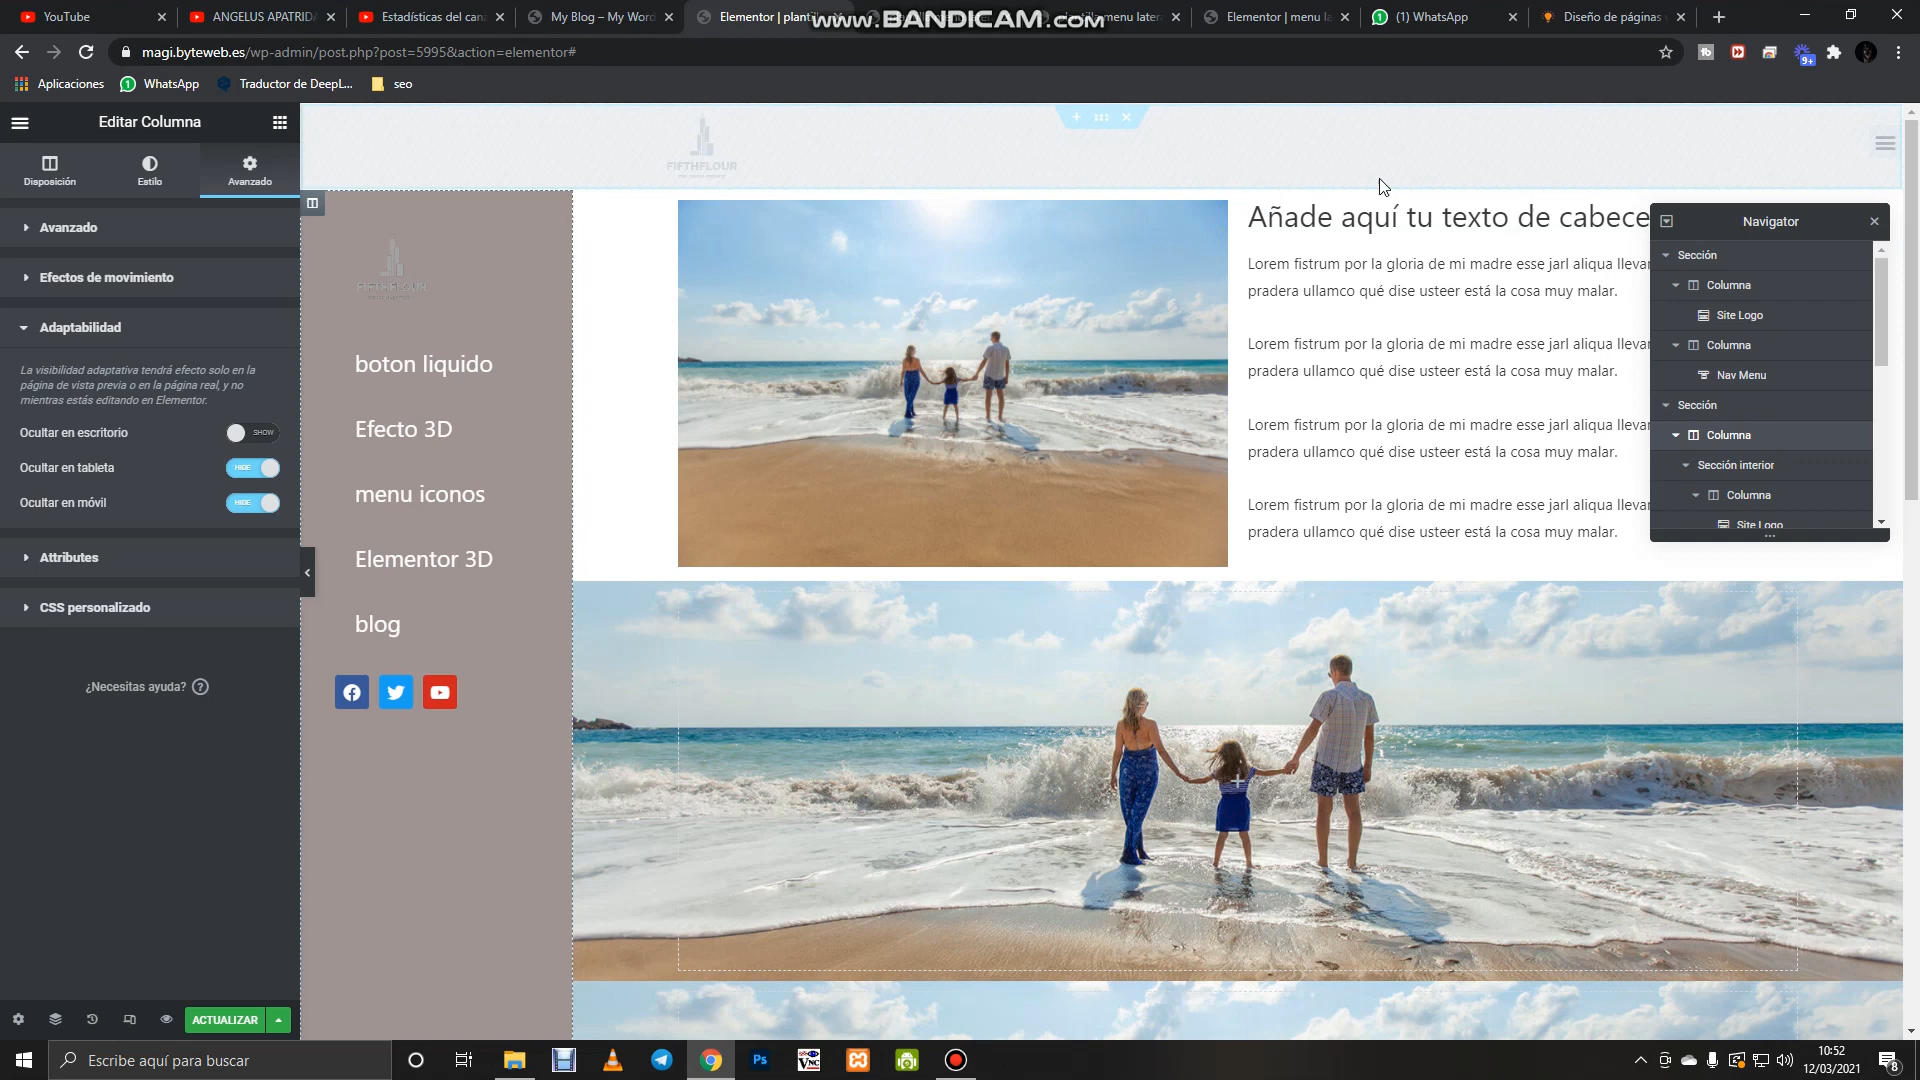 YouTube
ANGELUS APATRIDA
Estadísticas del can
My Blog – My Word
Elementor | plantill
menu later
Elementor | menu la
(1) WhatsApp
Diseño de páginas
www.BANDICAM.com
magi.byteweb.es/wp-admin/post.php?post=5995&action=elementor#
9+
Aplicaciones
WhatsApp
Traductor de DeepL...
seo
Editar Columna
Disposición
Estilo
Avanzado
Avanzado
Efectos de movimiento
Adaptabilidad
La visibilidad adaptativa tendrá efecto solo en la
página de vista previa o en la página real, y no
mientras estás editando en Elementor.
Ocultar en escritorio
SHOW
Ocultar en tableta
HIDE
Ocultar en móvil
HIDE
Attributes
CSS personalizado
¿Necesitas ayuda?
ACTUALIZAR
FIFTHFLOUR
FIFTHFLOUR
boton liquido
Efecto 3D
menu iconos
Elementor 3D
blog
Añade aquí tu texto de cabece
Lorem fistrum por la gloria de mi madre esse jarl aliqua llevar
pradera ullamco qué dise usteer está la cosa muy malar.
Lorem fistrum por la gloria de mi madre esse jarl aliqua llevar
pradera ullamco qué dise usteer está la cosa muy malar.
Lorem fistrum por la gloria de mi madre esse jarl aliqua llevar
pradera ullamco qué dise usteer está la cosa muy malar.
Lorem fistrum por la gloria de mi madre esse jarl aliqua llevar
pradera ullamco qué dise usteer está la cosa muy malar.
Navigator
Sección
Columna
Site Logo
Columna
Nav Menu
Sección
Columna
Sección interior
Columna
Site Logo
Escribe aquí para buscar
Ps
VNC
10:52
12/03/2021
8